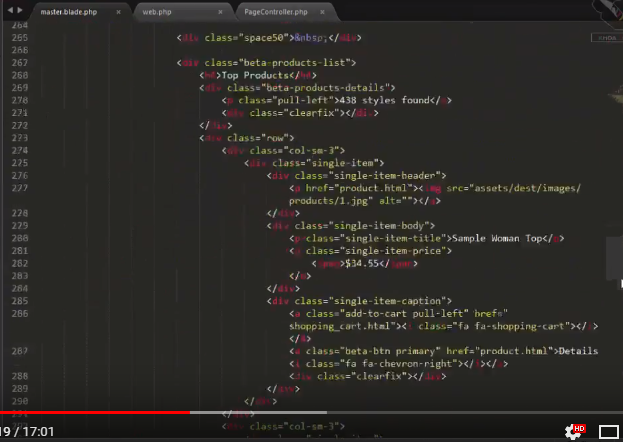 master.blade.php × web.php × PageController.php ×
264
265 <div class="space50">&nbsp;</div>
266
267 <div class="beta-products-list">
268 <h4>Top Products</h4>
269 <div class="beta-products-details">
270 <p class="pull-left">438 styles found</p>
271 <div class="clearfix"></div>
272 </div>
273 <div class="row">
274 <div class="col-sm-3">
275 <div class="single-item">
276 <div class="single-item-header">
277 <a href="product.html"><img src="assets/dest/images/
products/1.jpg" alt=""></a>
278 </div>
279 <div class="single-item-body">
280 <p class="single-item-title">Sample Woman Top</p>
281 <p class="single-item-price">
282 <span>$34.55</span>
283 </p>
284 </div>
285 <div class="single-item-caption">
286 <a class="add-to-cart pull-left" href="
shopping_cart.html"><i class="fa fa-shopping-cart"></i>
</a>
287 <a class="beta-btn primary" href="product.html">Details
<i class="fa fa-chevron-right"></i></a>
288 <div class="clearfix"></div>
289 </div>
290 </div>
291 </div>
<div class="col-sm-3">
19 / 17:01 HD